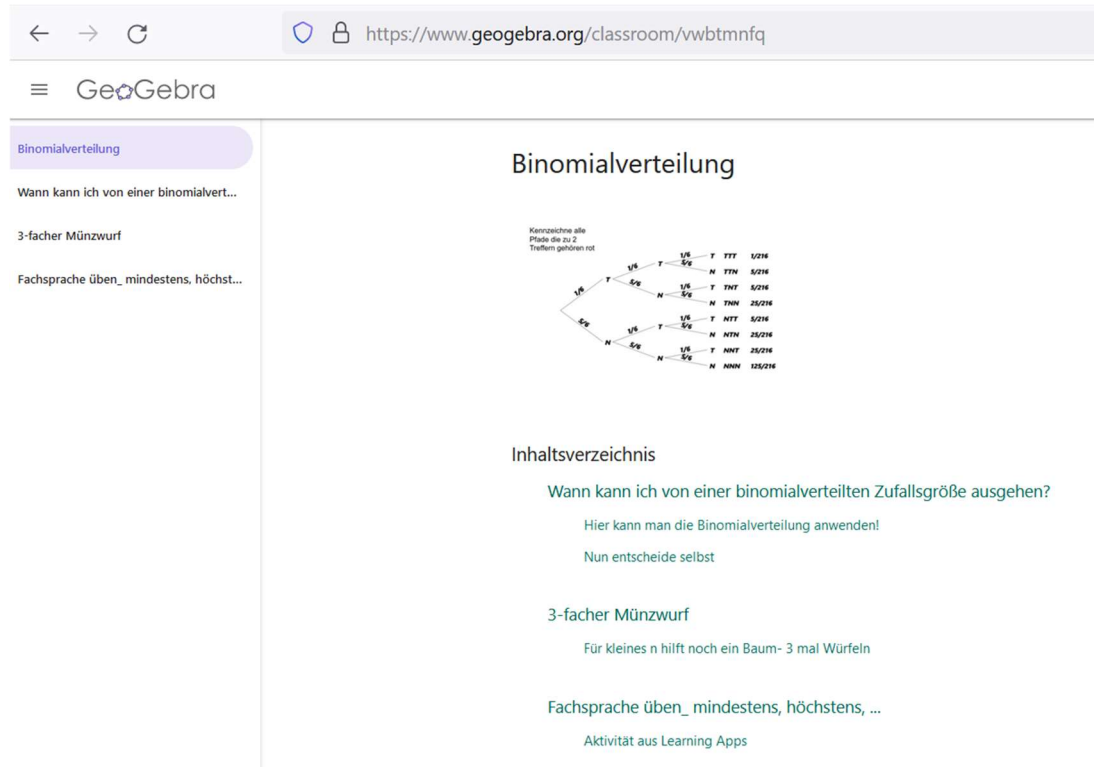 https://www.geogebra.org/classroom/vwbtmnfq
GeoGebra
Binomialverteilung
Wann kann ich von einer binomialvert...
3-facher Münzwurf
Fachsprache üben_ mindestens, höchst...
Binomialverteilung
Kennzeichne alle
Pfade die zu 2
Treffern gehören rot
1/6 T TTT 1/216
1/6 T 5/6 N TTN 5/216
T 5/6 1/6 T TNT 5/216
1/6 N 5/6 N TNN 25/216
5/6 1/6 T NTT 5/216
1/6 T 5/6 N NTN 25/216
N 5/6 1/6 T NNT 25/216
N 5/6 N NNN 125/216
Inhaltsverzeichnis
Wann kann ich von einer binomialverteilten Zufallsgröße ausgehen?
Hier kann man die Binomialverteilung anwenden!
Nun entscheide selbst
3-facher Münzwurf
Für kleines n hilft noch ein Baum- 3 mal Würfeln
Fachsprache üben_ mindestens, höchstens, ...
Aktivität aus Learning Apps